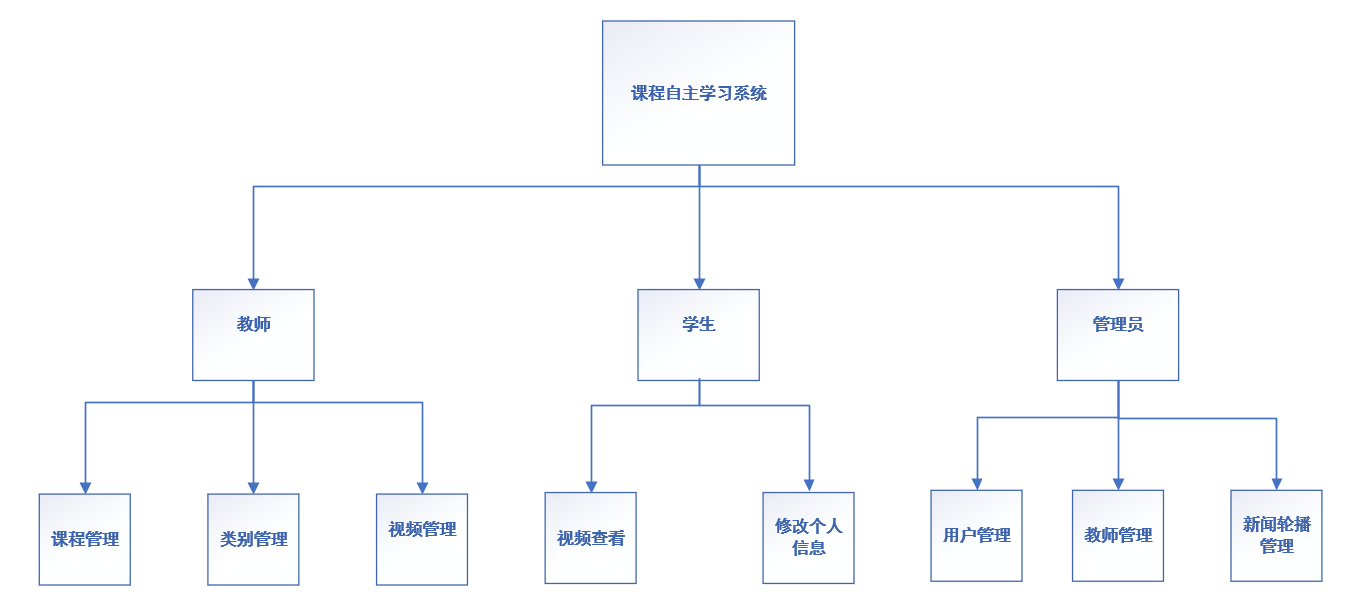 课程自主学习系统
教师
学生
管理员
课程管理
类别管理
视频管理
视频查看
修改个人
信息
用户管理
教师管理
新闻轮播
管理